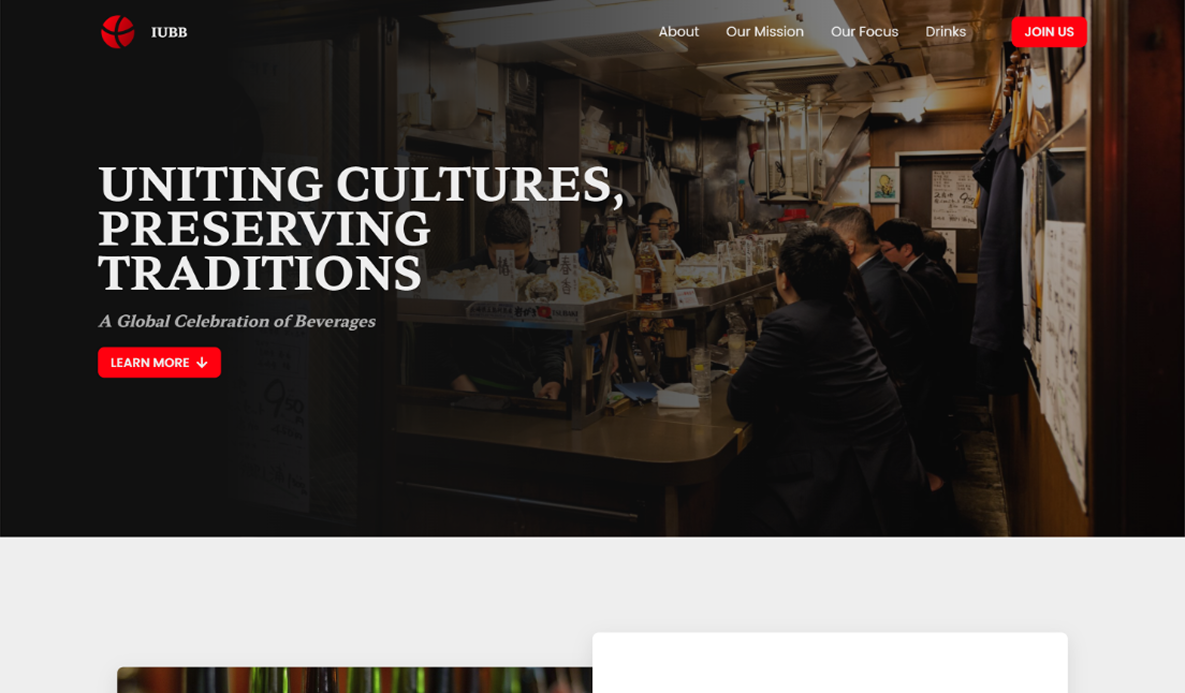 IUBB
About
Our Mission
Our Focus
Drinks
JOIN US
UNITING CULTURES,
PRESERVING
TRADITIONS
A Global Celebration of Beverages
LEARN MORE